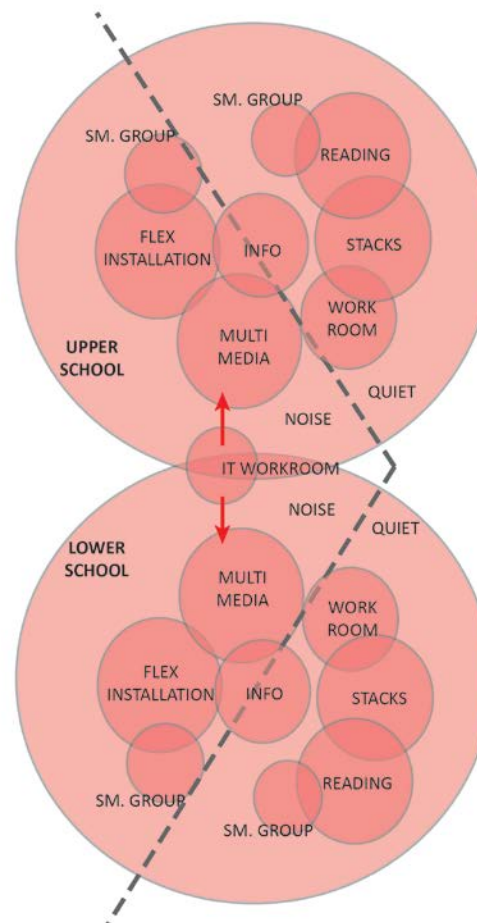 SM. GROUP
SM. GROUP
READING
FLEX
INSTALLATION
INFO
STACKS
WORK
ROOM
MULTI
MEDIA
UPPER
SCHOOL
QUIET
NOISE
IT WORKROOM
NOISE
QUIET
LOWER
SCHOOL
MULTI
MEDIA
WORK
ROOM
FLEX
INSTALLATION
INFO
STACKS
READING
SM. GROUP
SM. GROUP